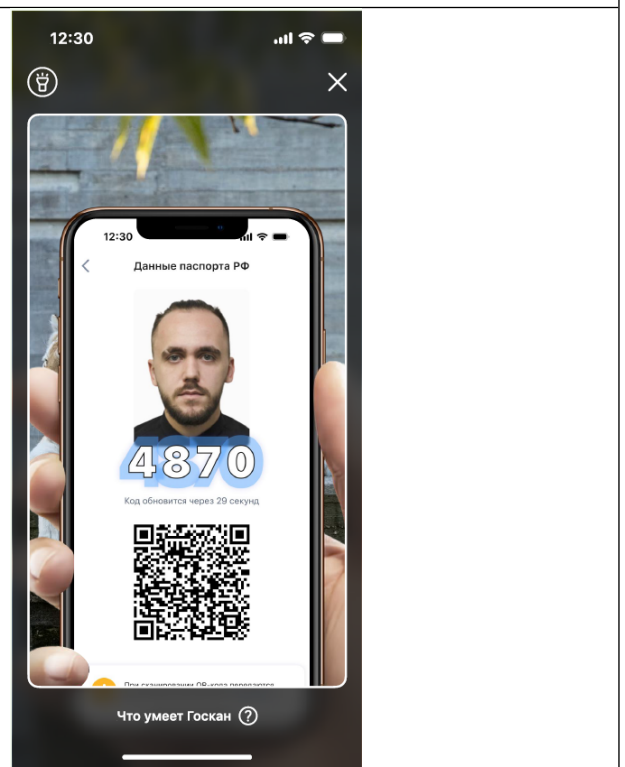 12:30
12:30
Данные паспорта РФ
4870
Код обновится через 29 секунд
При сканировании QR-кода передаются
Что умеет Госкан